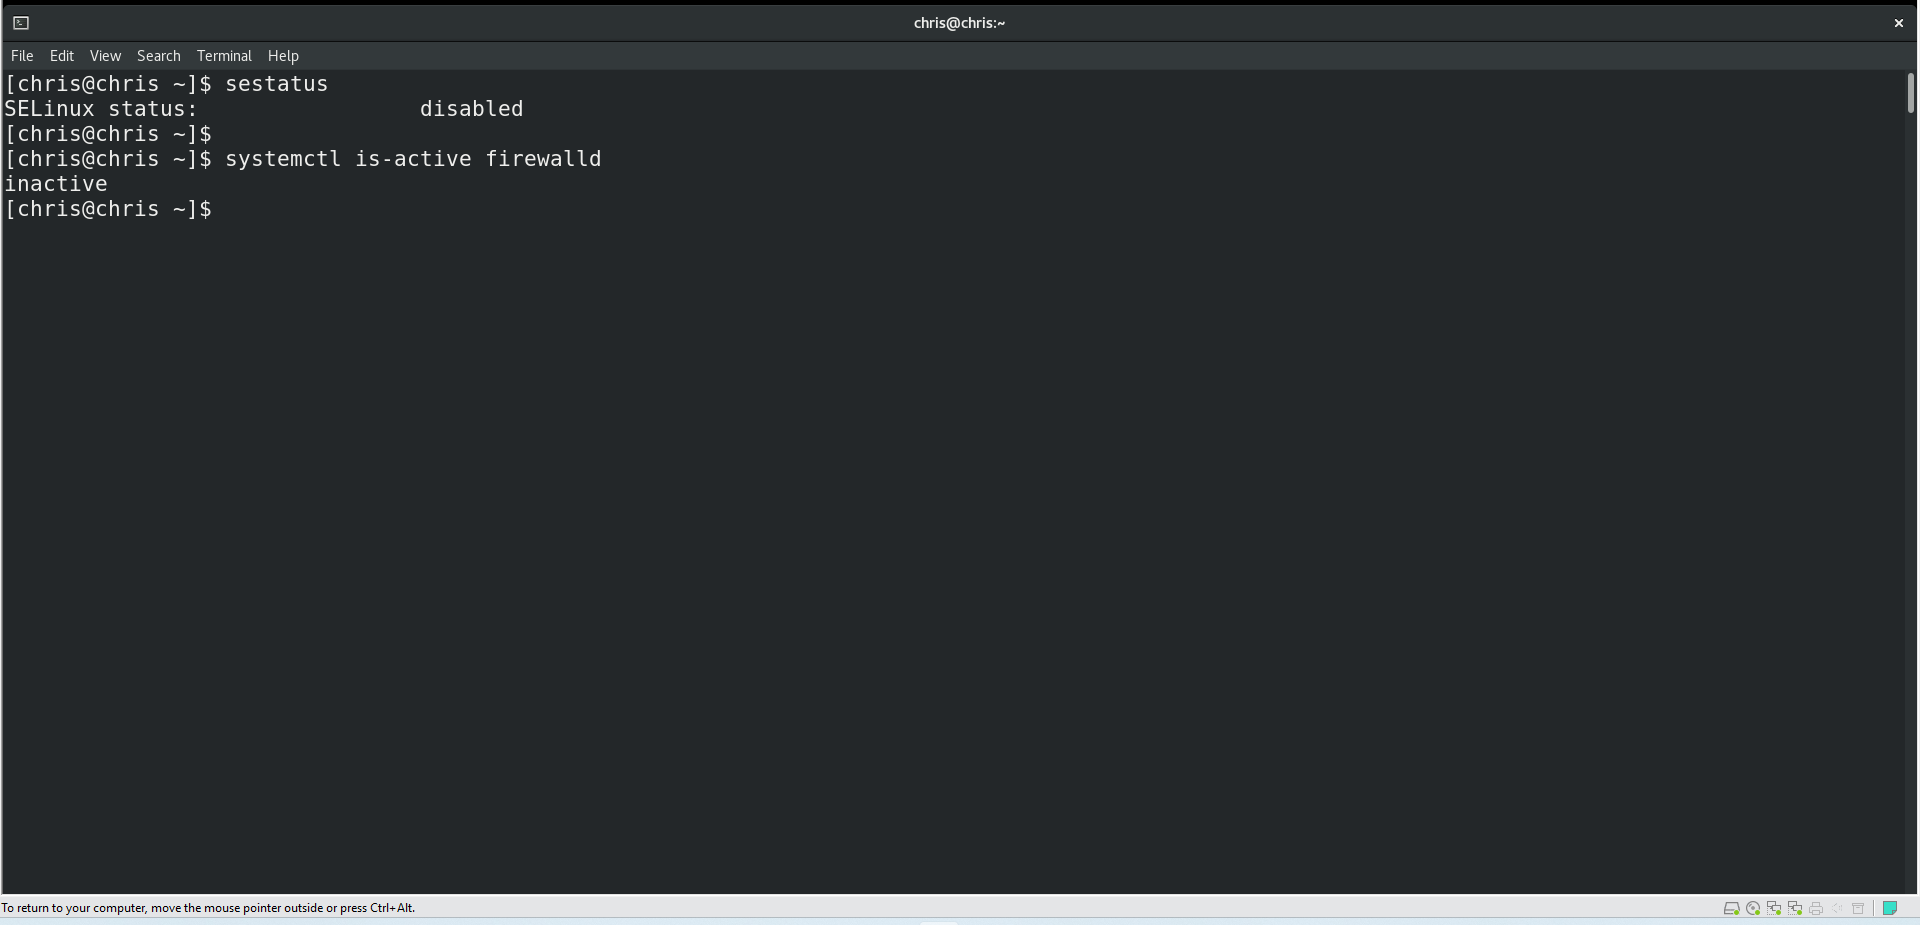 chris@chris:~
File Edit View Search Terminal Help
[chris@chris ~]$ sestatus
SELinux status:                 disabled
[chris@chris ~]$
[chris@chris ~]$ systemctl is-active firewalld
inactive
[chris@chris ~]$
To return to your computer, move the mouse pointer outside or press Ctrl+Alt.